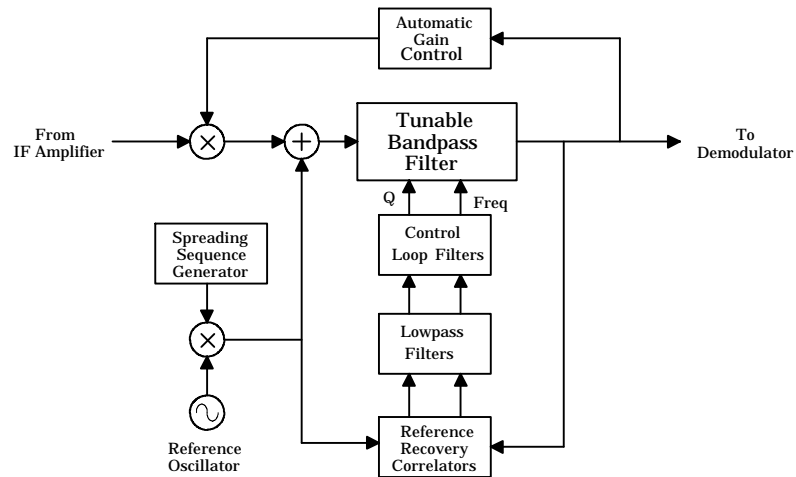 Automatic
Gain
Control
From
IF Amplifier
×
+
Tunable
Bandpass
Filter
To
Demodulator
Q
Freq
Spreading
Sequence
Generator
Control
Loop Filters
×
Lowpass
Filters
Reference
Oscillator
Reference
Recovery
Correlators